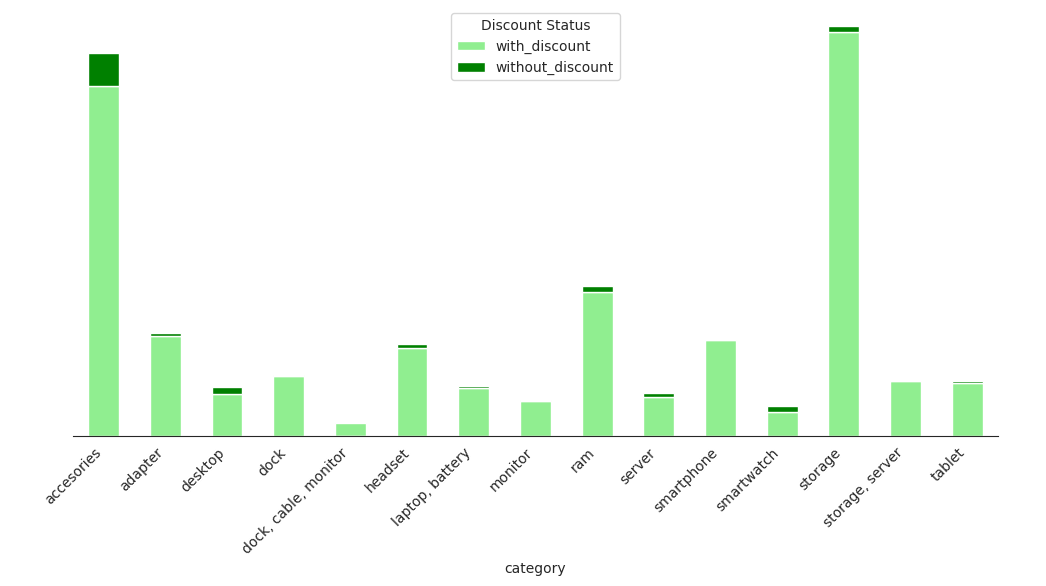 Discount Status
with_discount
without_discount
accesories
adapter
desktop
dock
dock, cable, monitor
headset
laptop, battery
monitor
ram
server
smartphone
smartwatch
storage
storage, server
tablet
category